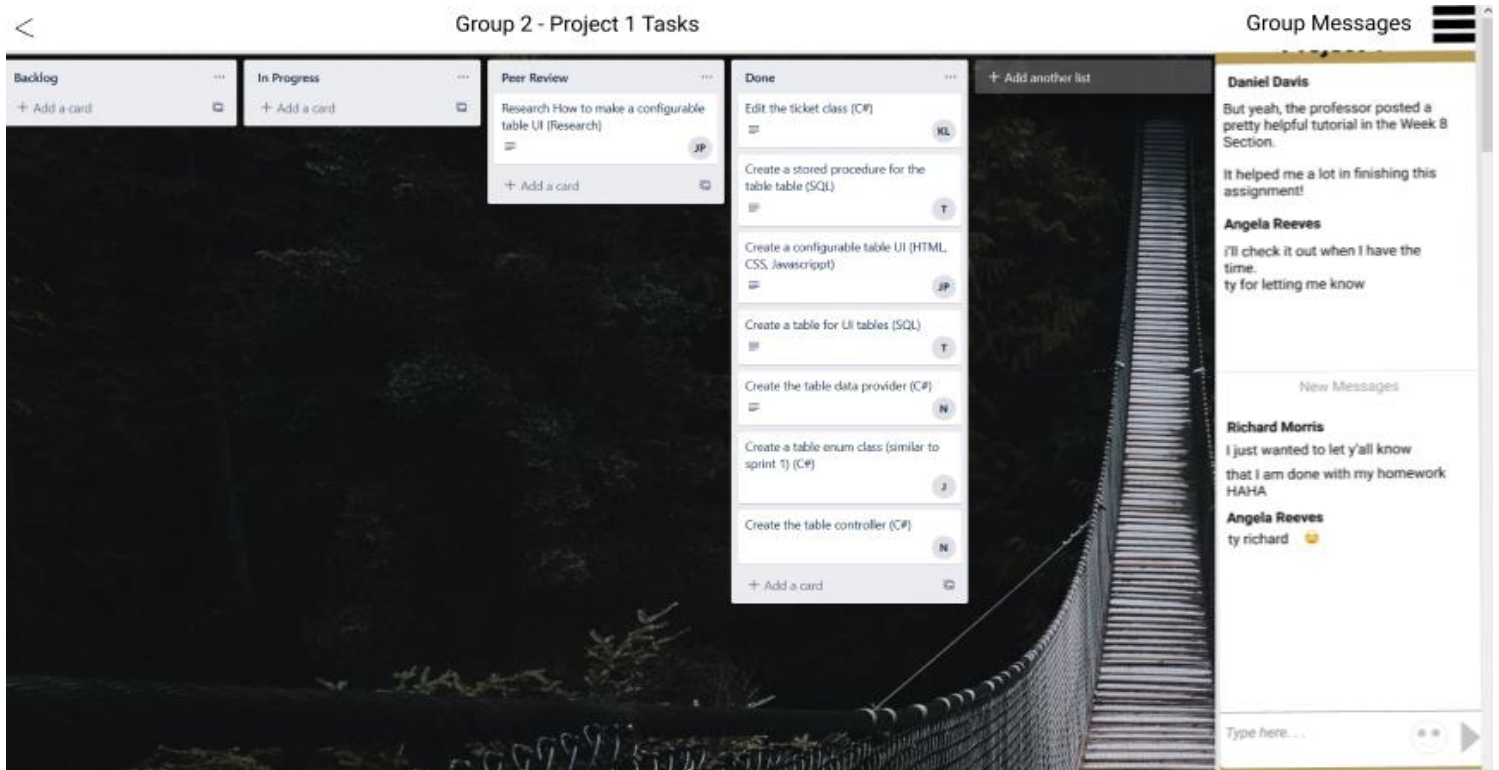 Group 2 - Project 1 Tasks
Group Messages
Backlog
+ Add a card
In Progress
+ Add a card
Peer Review
Research How to make a configurable
table UI (Research)
JP
+ Add a card
Done
Edit the ticket class (C#)
KL
Create a stored procedure for the
table table (SQL)
T
Create a configurable table UI (HTML,
CSS, Javascrippt)
JP
Create a table for UI tables (SQL)
T
Create the table data provider (C#)
N
Create a table enum class (similar to
sprint 1) (C#)
J
Create the table controller (C#)
N
+ Add a card
+ Add another list
Daniel Davis
But yeah, the professor posted a
pretty helpful tutorial in the Week 8
Section.
It helped me a lot in finishing this
assignment!
Angela Reeves
i'll check it out when I have the
time.
ty for letting me know
New Messages
Richard Morris
I just wanted to let y'all know
that I am done with my homework
HAHA
Angela Reeves
ty richard
Type here. . .